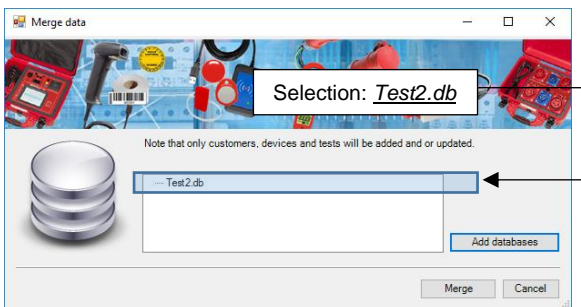 Merge data
Selection: Test2.db
Note that only customers, devices and tests will be added and or updated.
Test2.db
Add databases
Merge
Cancel